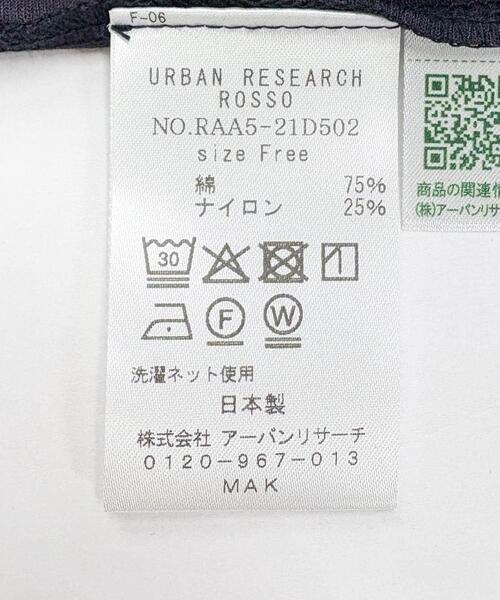 F-06
URBAN RESEARCH
ROSSO
NO.RAA5-21D502
size Free
綿 75%
ナイロン 25%
30
F W
洗濯ネット使用
日本製
株式会社 アーバンリサーチ
0120-967-013
MAK
商品の関連情
(株)アーバンリサー